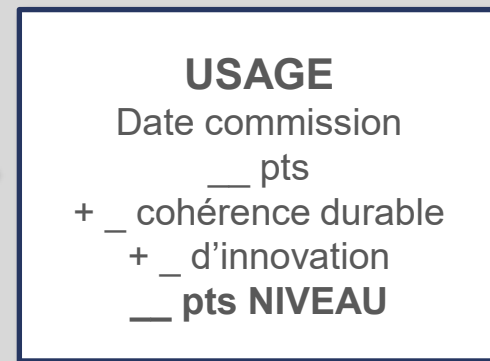 USAGE
Date commission
__ pts
+ _ cohérence durable
+ _ d’innovation
__ pts NIVEAU